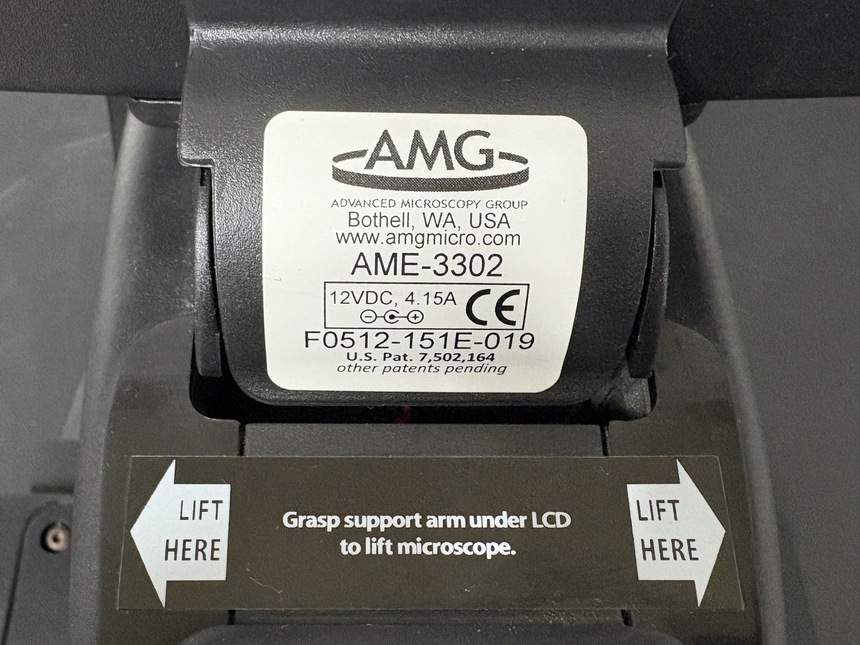 AMG
ADVANCED MICROSCOPY GROUP
Bothell, WA, USA
www.amgmicro.com
AME-3302
12VDC, 4.15A
CE
F0512-151E-019
U.S. Pat. 7,502,164
other patents pending
LIFT
HERE
Grasp support arm under LCD
to lift microscope.
LIFT
HERE